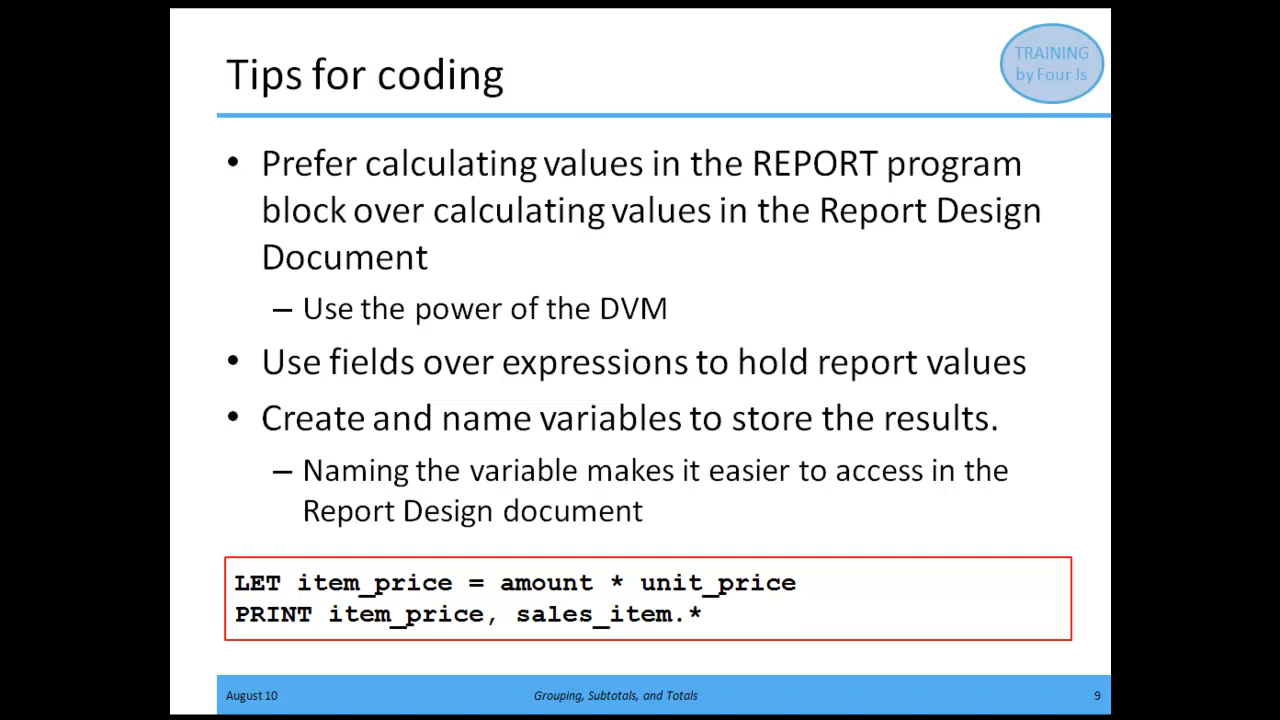 Tips for coding
TRAINING
by Four Js
• Prefer calculating values in the REPORT program
block over calculating values in the Report Design
Document
– Use the power of the DVM
• Use fields over expressions to hold report values
• Create and name variables to store the results.
– Naming the variable makes it easier to access in the
Report Design document
LET item_price = amount * unit_price
PRINT item_price, sales_item.*
August 10
Grouping, Subtotals, and Totals
9